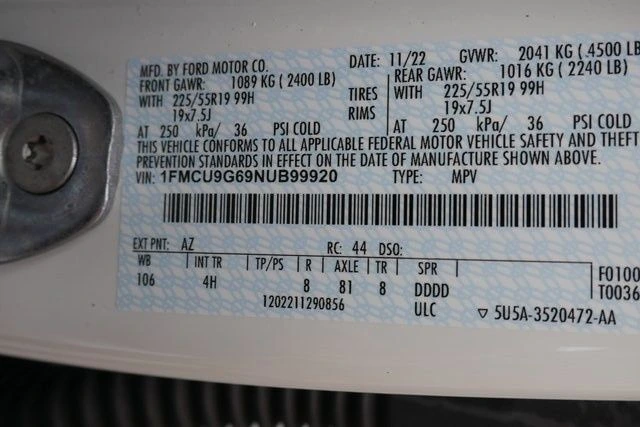 MFD. BY FORD MOTOR CO. DATE: 11/22 GVWR: 2041 KG ( 4500 LB
FRONT GAWR: 1089 KG ( 2400 LB) REAR GAWR: 1016 KG ( 2240 LB)
WITH 225/55R19 99H TIRES WITH 225/55R19 99H
19x7.5J RIMS 19x7.5J
AT 250 kPa/ 36 PSI COLD AT 250 kPa/ 36 PSI COLD
THIS VEHICLE CONFORMS TO ALL APPLICABLE FEDERAL MOTOR VEHICLE SAFETY AND THEFT
PREVENTION STANDARDS IN EFFECT ON THE DATE OF MANUFACTURE SHOWN ABOVE.
VIN: 1FMCU9G69NUB99920 TYPE: MPV
EXT PNT: AZ RC: 44 DSO:
WB INT TR TP/PS R AXLE TR SPR F0100
106 4H 8 81 8 DDDD T0036
1202211290856 ULC ▽ 5U5A-3520472-AA